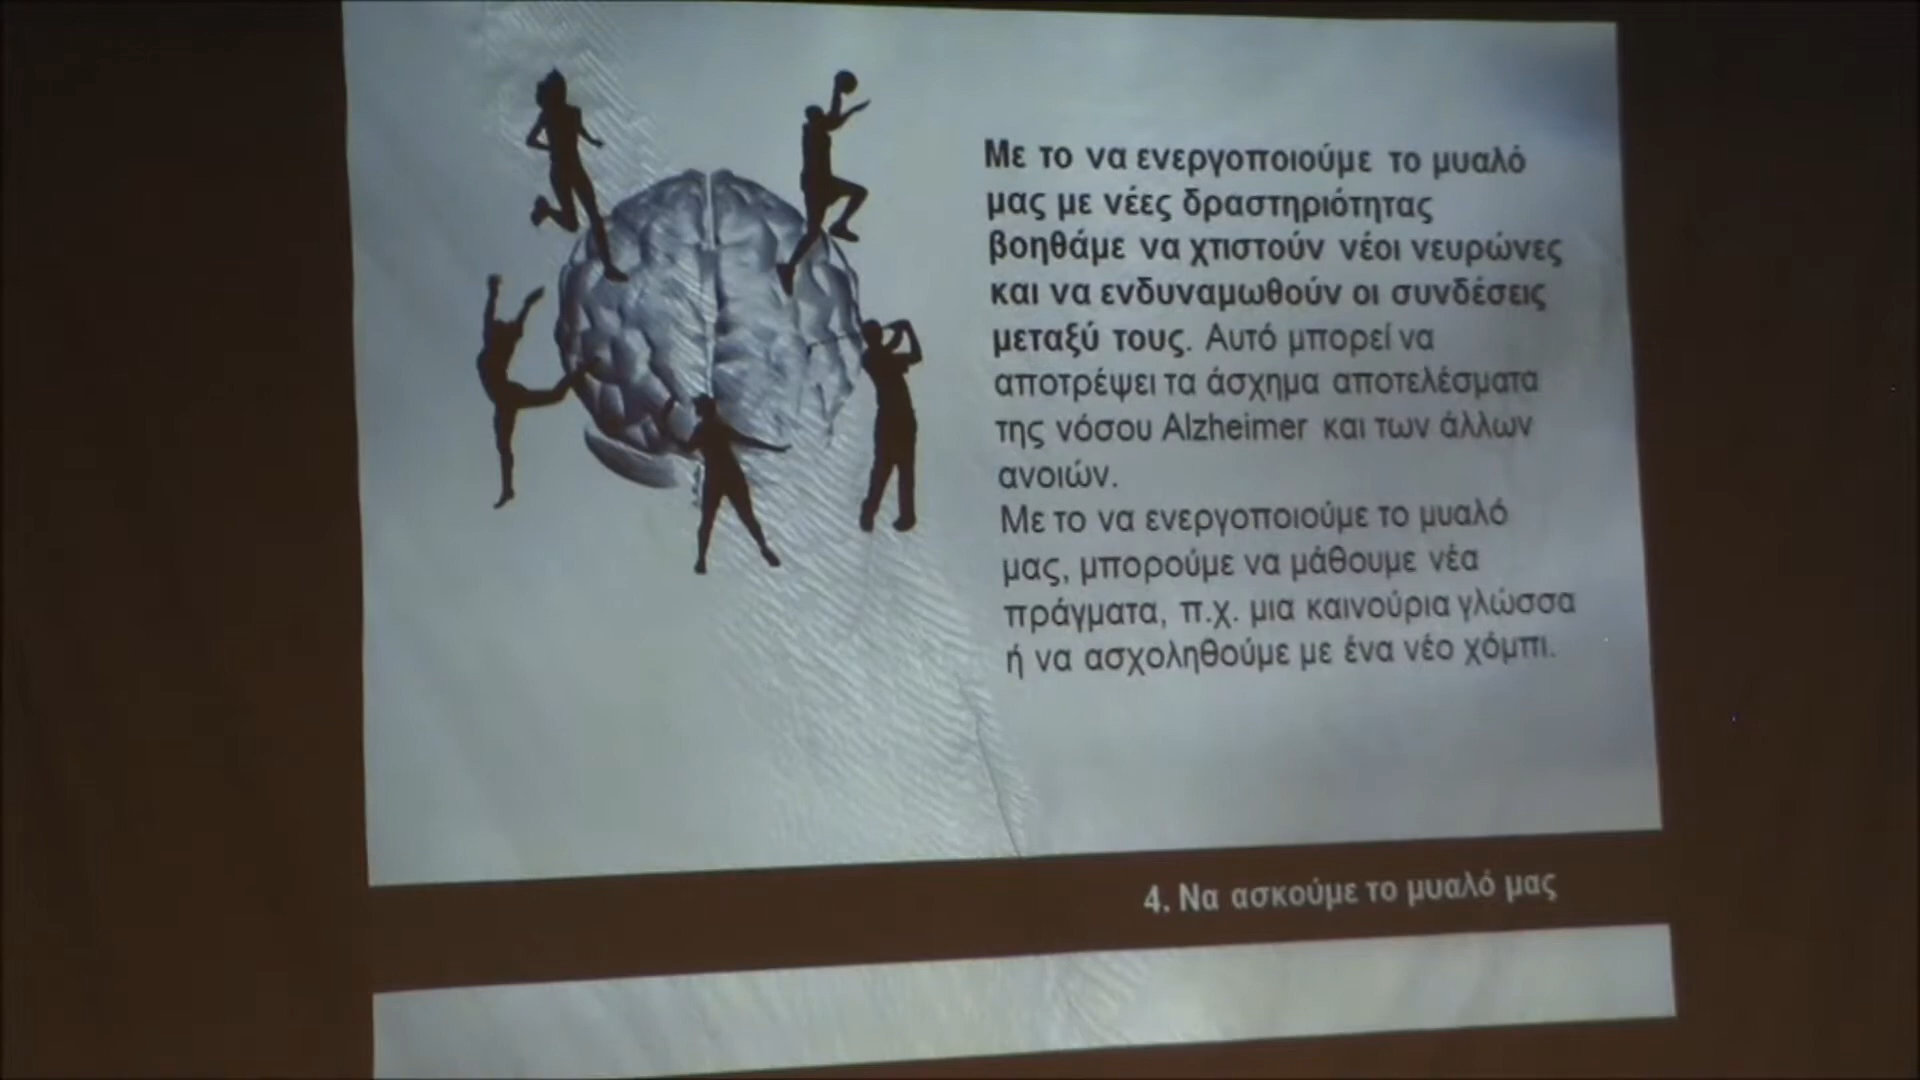 Με το να ενεργοποιούμε το μυαλό
μας με νέες δραστηριότητας
βοηθάμε να χτιστούν νέοι νευρώνες
και να ενδυναμωθούν οι συνδέσεις
μεταξύ τους. Αυτό μπορεί να
αποτρέψει τα άσχημα αποτελέσματα
της νόσου Alzheimer και των άλλων
ανοιών.
Με το να ενεργοποιούμε το μυαλό
μας, μπορούμε να μάθουμε νέα
πράγματα, π.χ. μια καινούρια γλώσσα
ή να ασχοληθούμε με ένα νέο χόμπι.
4. Να ασκούμε το μυαλό μας